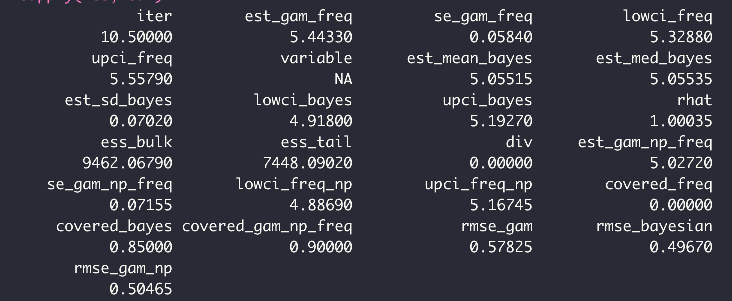 iter est_gam_freq se_gam_freq lowci_freq
10.50000 5.44330 0.05840 5.32880
upci_freq variable est_mean_bayes est_med_bayes
5.55790 NA 5.05515 5.05535
est_sd_bayes lowci_bayes upci_bayes rhat
0.07020 4.91800 5.19270 1.00035
ess_bulk ess_tail div est_gam_np_freq
9462.06790 7448.09020 0.00000 5.02720
se_gam_np_freq lowci_freq_np upci_freq_np covered_freq
0.07155 4.88690 5.16745 0.00000
covered_bayes covered_gam_np_freq rmse_gam rmse_bayesian
0.85000 0.90000 0.57825 0.49670
rmse_gam_np
0.50465